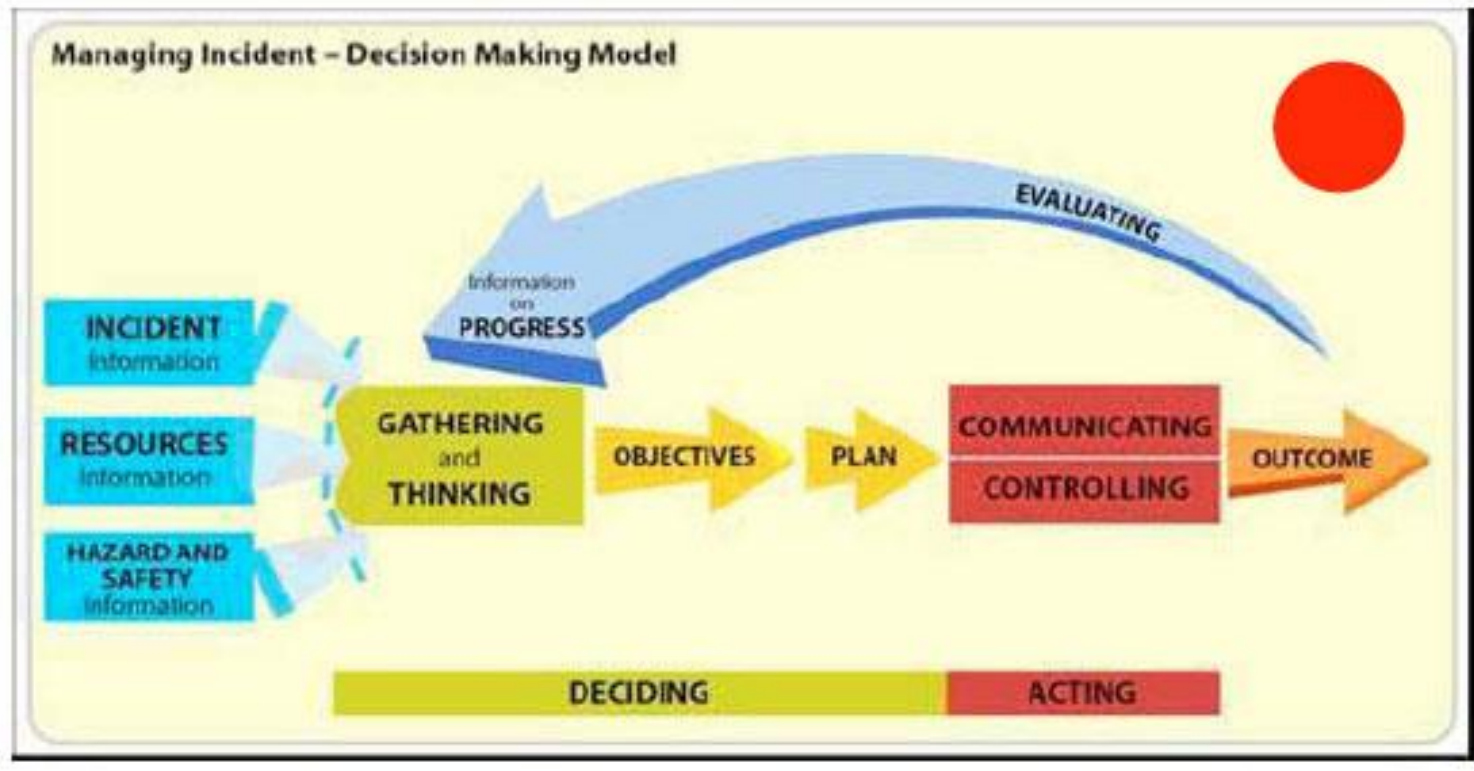 Managing Incident – Decision Making Model
EVALUATING
Information
on
PROGRESS
INCIDENT
Information
RESOURCES
Information
HAZARD AND
SAFETY
Information
GATHERING
and
THINKING
OBJECTIVES
PLAN
COMMUNICATING
CONTROLLING
OUTCOME
DECIDING
ACTING